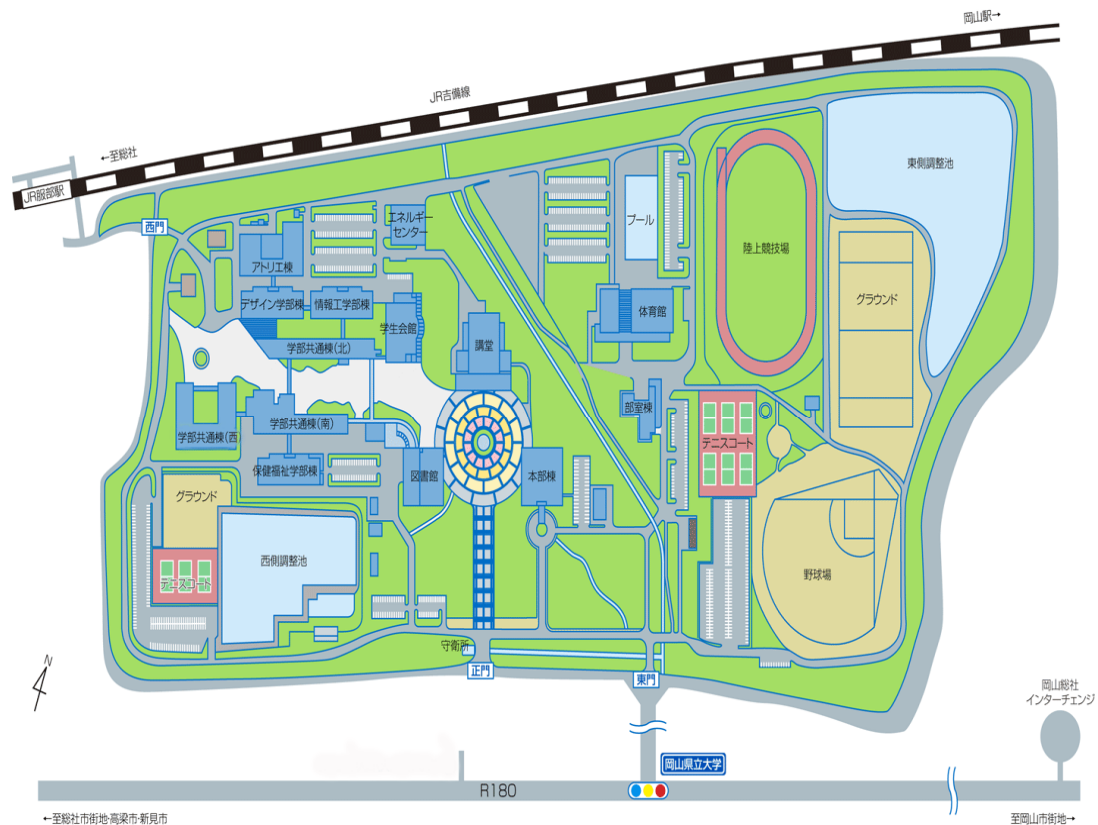 岡山駅→
JR吉備線
←至総社
JR服部駅
西門
東側調整池
エネルギー
センター
プール
陸上競技場
アトリエ棟
グラウンド
デザイン学部棟
情報工学部棟
学生会館
体育館
講堂
学部共通棟(北)
部室棟
学部共通棟(南)
学部共通棟(西)
テニスコート
保健福祉学部棟
図書館
本部棟
グラウンド
西側調整池
テニスコート
野球場
守衛所
正門
東門
N
岡山総社
インターチェンジ
岡山県立大学
R180
←至総社市街地・高梁市・新見市
至岡山市街地→